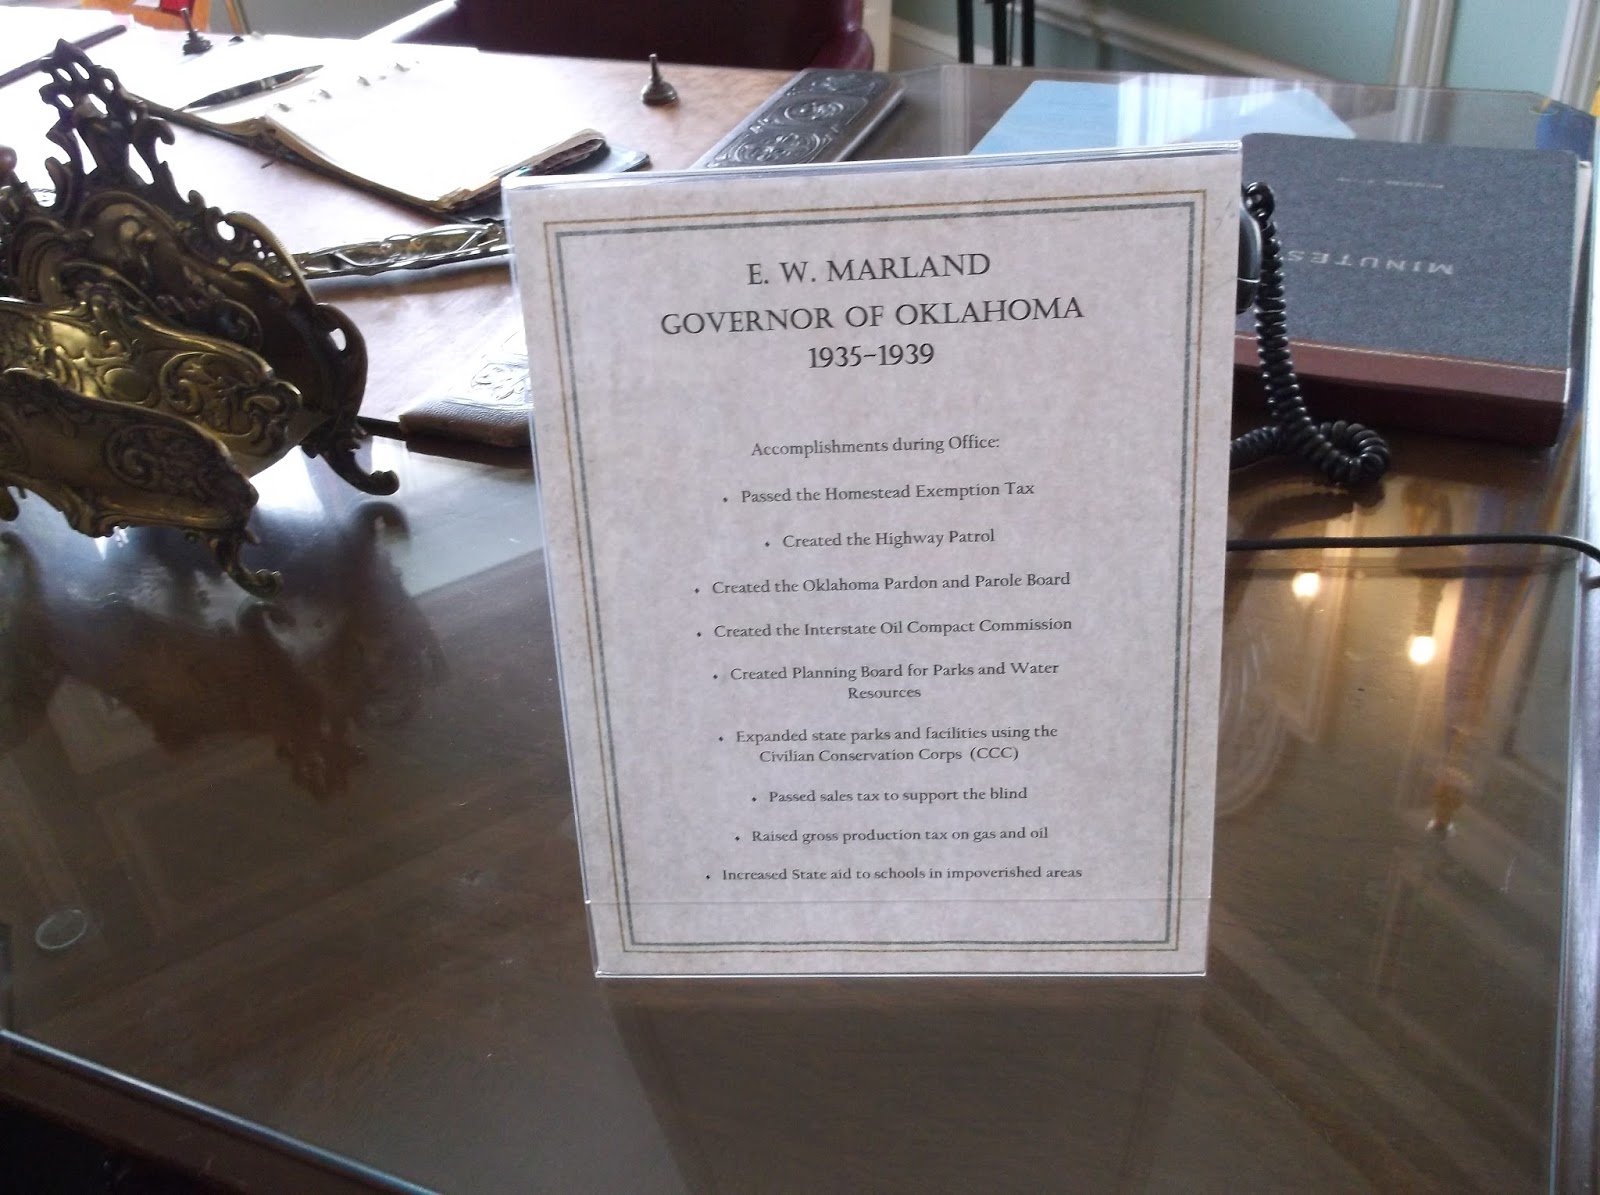 E. W. MARLAND
GOVERNOR OF OKLAHOMA
1935-1939
Accomplishments during Office:
• Passed the Homestead Exemption Tax
• Created the Highway Patrol
• Created the Oklahoma Pardon and Parole Board
• Created the Interstate Oil Compact Commission
• Created Planning Board for Parks and Water
Resources
• Expanded state parks and facilities using the
Civilian Conservation Corps (CCC)
• Passed sales tax to support the blind
• Raised gross production tax on gas and oil
• Increased State aid to schools in impoverished areas
MINUTES